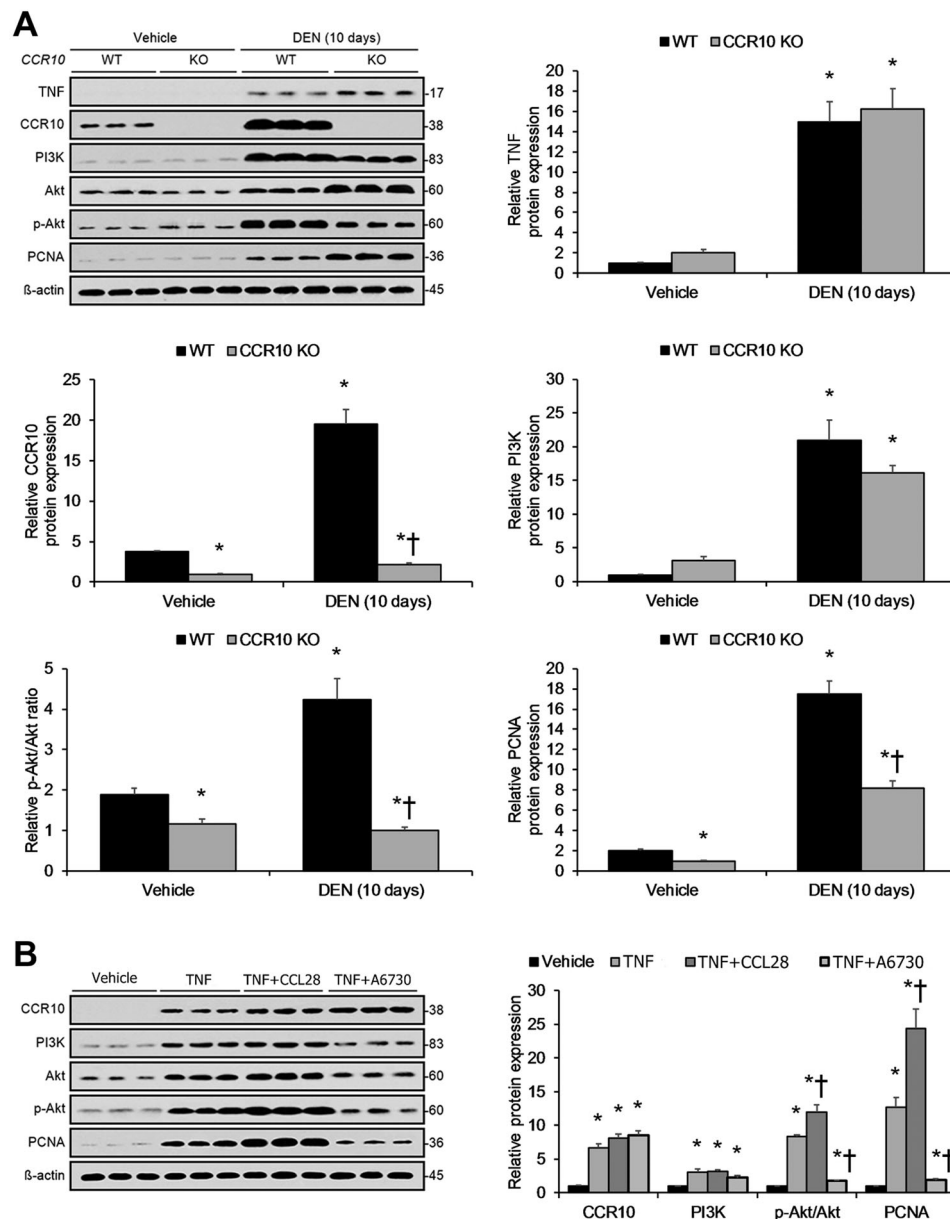 A
Vehicle DEN (10 days)
CCR10 WT KO WT KO
TNF -17
CCR10 -38
PI3K -83
Akt -60
p-Akt -60
PCNA -36
ß-actin -45
WT CCR10 KO
Relative TNF
protein expression
20
18
16
14
12
10
8
6
4
2
0
* *
Vehicle DEN (10 days)
WT CCR10 KO
Relative CCR10
protein expression
25
20
15
10
5
0
* * *†
Vehicle DEN (10 days)
WT CCR10 KO
Relative PI3K
protein expression
30
25
20
15
10
5
0
* *
Vehicle DEN (10 days)
WT CCR10 KO
Relative p-Akt/Akt ratio
5
4
3
2
1
0
* * *†
Vehicle DEN (10 days)
WT CCR10 KO
Relative PCNA
protein expression
20
18
16
14
12
10
8
6
4
2
0
* * *†
Vehicle DEN (10 days)
B
Vehicle TNF TNF+CCL28 TNF+A6730
CCR10 -38
PI3K -83
Akt -60
p-Akt -60
PCNA -36
ß-actin -45
Vehicle TNF TNF+CCL28 TNF+A6730
Relative protein expression
30
25
20
15
10
5
0
* * * * * * * *† *† * *† *†
CCR10 PI3K p-Akt/Akt PCNA